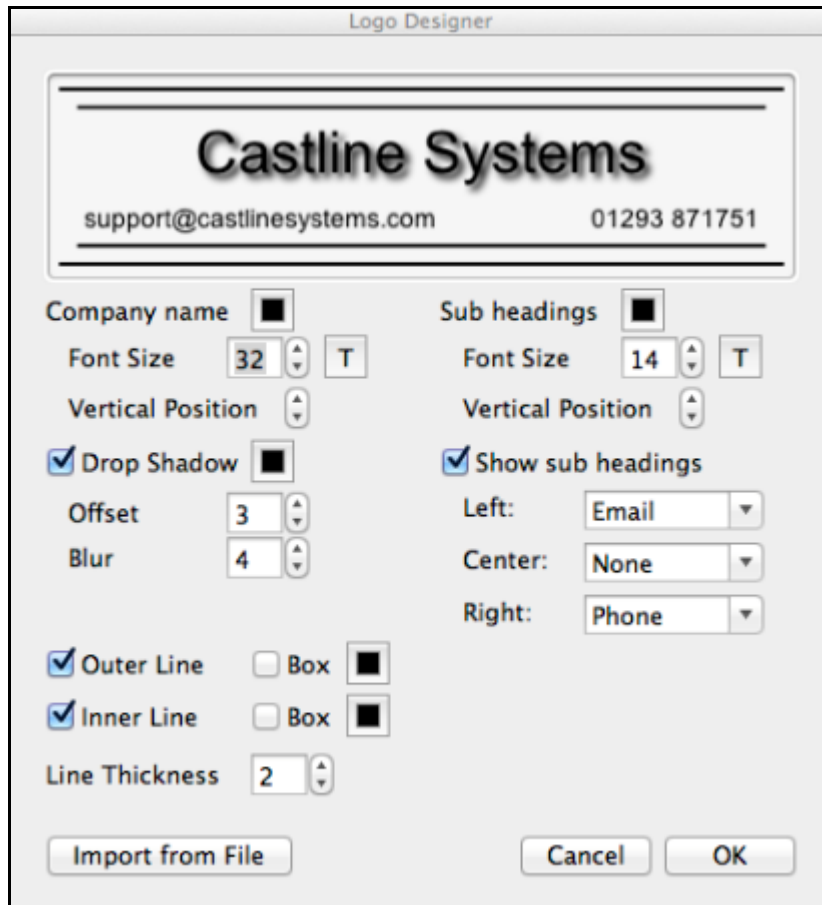 Logo Designer
Castline Systems
support@castlinesystems.com 01293 871751
Company name Sub headings
Font Size 32 T Font Size 14 T
Vertical Position Vertical Position
Drop Shadow Show sub headings
Offset 3 Left: Email
Blur 4 Center: None
Right: Phone
Outer Line Box
Inner Line Box
Line Thickness 2
Import from File Cancel OK